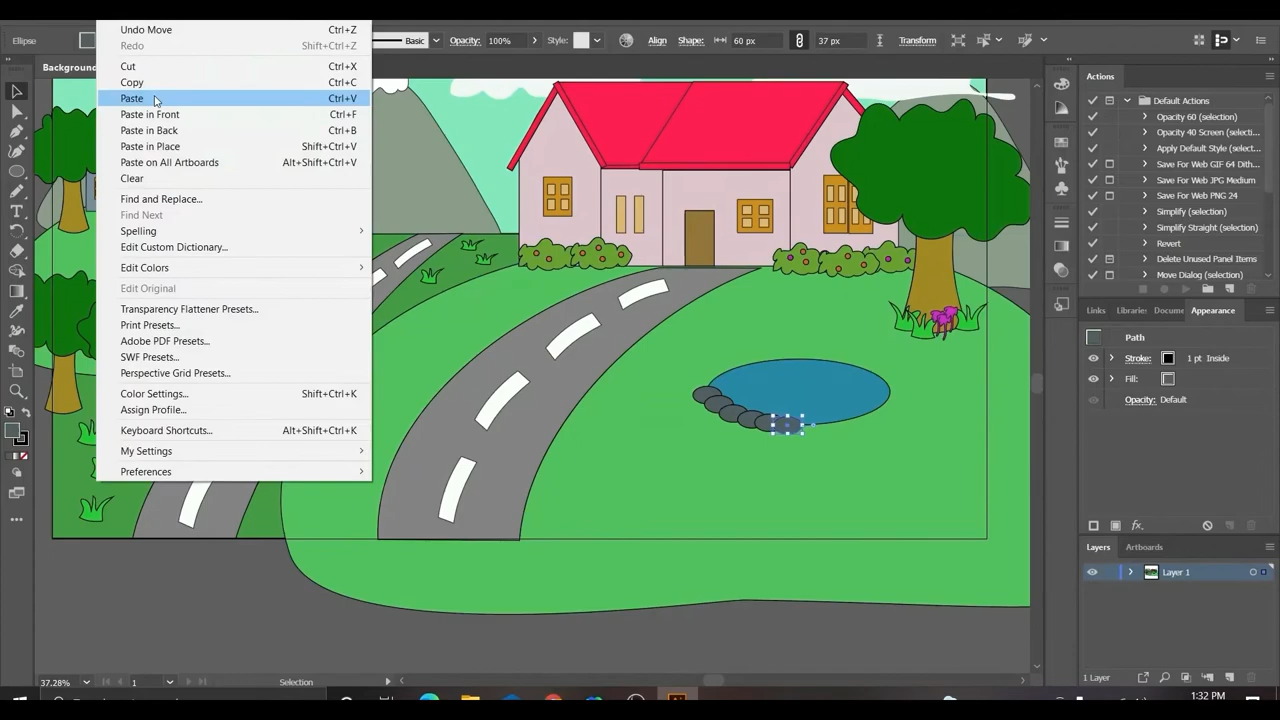 Undo Move Ctrl+Z
Redo Shift+Ctrl+Z
Cut Ctrl+X
Copy Ctrl+C
Paste Ctrl+V
Paste in Front Ctrl+F
Paste in Back Ctrl+B
Paste in Place Shift+Ctrl+V
Paste on All Artboards Alt+Shift+Ctrl+V
Clear
Find and Replace...
Find Next
Spelling
Edit Custom Dictionary...
Edit Colors
Edit Original
Transparency Flattener Presets...
Print Presets...
Adobe PDF Presets...
SWF Presets...
Perspective Grid Presets...
Color Settings... Shift+Ctrl+K
Assign Profile...
Keyboard Shortcuts... Alt+Shift+Ctrl+K
My Settings
Preferences
Ellipse
Basic Opacity: 100% Style: Align Shape: 60 px 37 px Transform
Background
Actions
Default Actions
Opacity 60 (selection)
Opacity 40 Screen (selecti...
Apply Default Style (select...
Save For Web GIF 64 Dith...
Save For Web JPG Medium
Save For Web PNG 24
Simplify (selection)
Simplify Straight (selection)
Revert
Delete Unused Panel Items
Move Dialog (selection)
Links Librarie: Docume Appearance
Path
Stroke: 1 pt Inside
Fill:
Opacity: Default
Layers Artboards
Layer 1
1 Layer
37.28% 1 Selection
1:32 PM